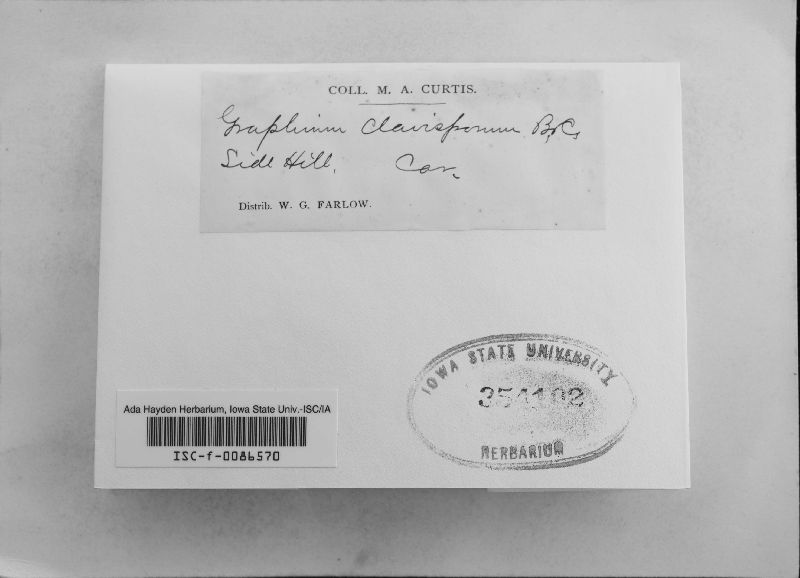 COLL. M. A. CURTIS.
Graphium clavisporum B.&C.
Side Hill. Car.
Distrib. W. G. FARLOW.
IOWA STATE UNIVERSITY
354102
HERBARIUM
Ada Hayden Herbarium, Iowa State Univ.-ISC/IA
ISC-f-0086570